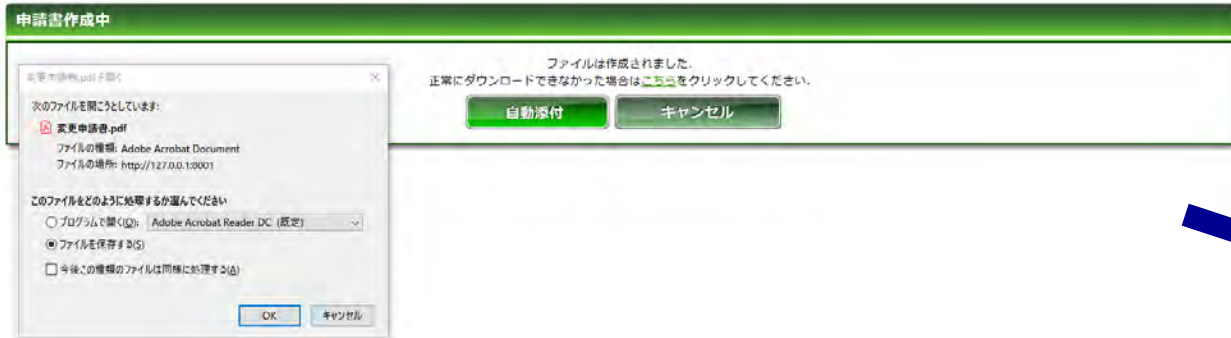 申請書作成中
ファイルは作成されました.
正常にダウンロードできなかった場合はこちらをクリックしてください.
自動添付
キャンセル
変更申請書.pdf を開く
次のファイルを開こうとしています:
変更申請書.pdf
ファイルの種類: Adobe Acrobat Document
ファイルの場所: http://127.0.0.1:8001
このファイルをどのように処理するか選んでください
プログラムで開く(O): Adobe Acrobat Reader DC (既定)
ファイルを保存する(S)
今後この種類のファイルは同様に処理する(A)
OK キャンセル